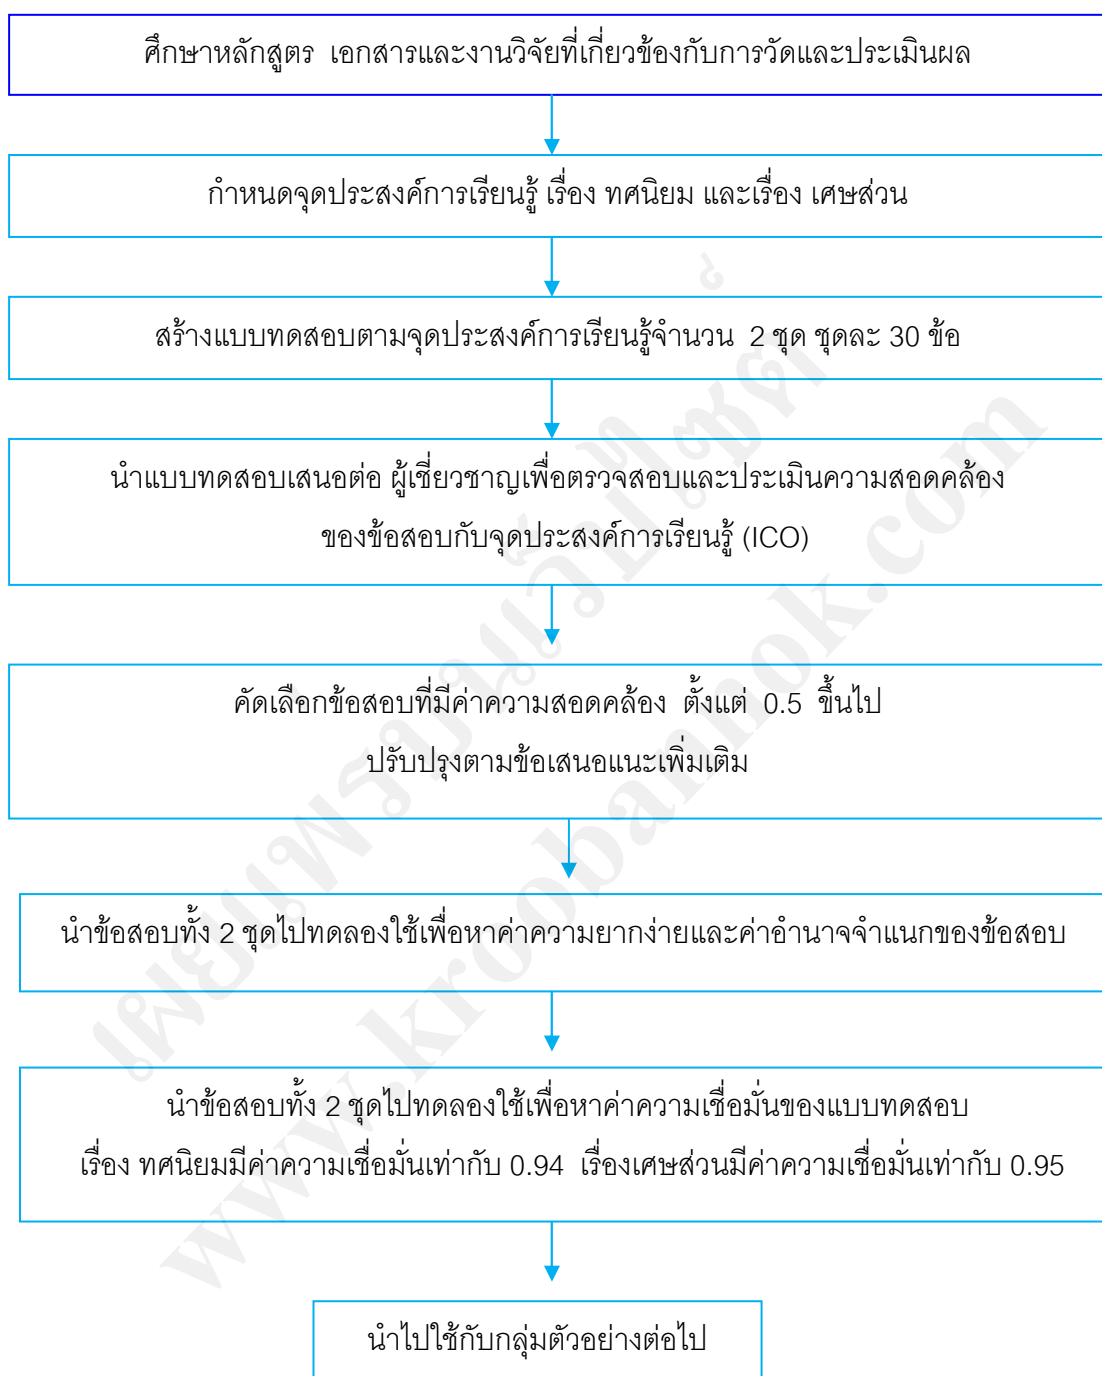 ศึกษาหลักสูตร เอกสารและงานวิจัยที่เกี่ยวข้องกับการวัดและประเมินผล
กำหนดจุดประสงค์การเรียนรู้ เรื่อง ทศนิยม และเรื่อง เศษส่วน
สร้างแบบทดสอบตามจุดประสงค์การเรียนรู้จำนวน 2 ชุด ชุดละ 30 ข้อ
นำแบบทดสอบเสนอต่อ ผู้เชี่ยวชาญเพื่อตรวจสอบและประเมินความสอดคล้อง
ของข้อสอบกับจุดประสงค์การเรียนรู้ (ICO)
คัดเลือกข้อสอบที่มีค่าความสอดคล้อง ตั้งแต่ 0.5 ขึ้นไป
ปรับปรุงตามข้อเสนอแนะเพิ่มเติม
นำข้อสอบทั้ง 2 ชุดไปทดลองใช้เพื่อหาค่าความยากง่ายและค่าอำนาจจำแนกของข้อสอบ
นำข้อสอบทั้ง 2 ชุดไปทดลองใช้เพื่อหาค่าความเชื่อมั่นของแบบทดสอบ
เรื่อง ทศนิยมมีค่าความเชื่อมั่นเท่ากับ 0.94 เรื่องเศษส่วนมีค่าความเชื่อมั่นเท่ากับ 0.95
นำไปใช้กับกลุ่มตัวอย่างต่อไป
เผยแพร่บนเว็บไซต์
www.kroobannok.com